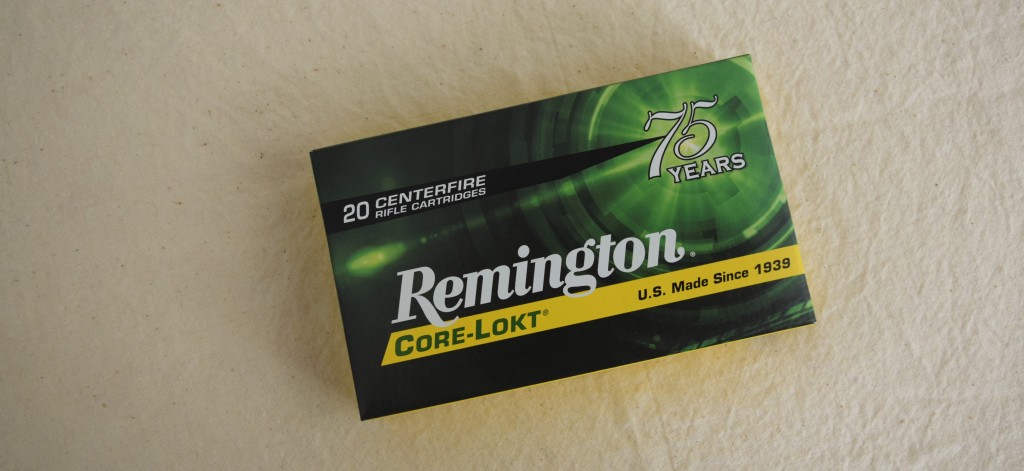 75
YEARS
20 CENTERFIRE
RIFLE CARTRIDGES
Remington®
CORE-LOKT®
U.S. Made Since 1939